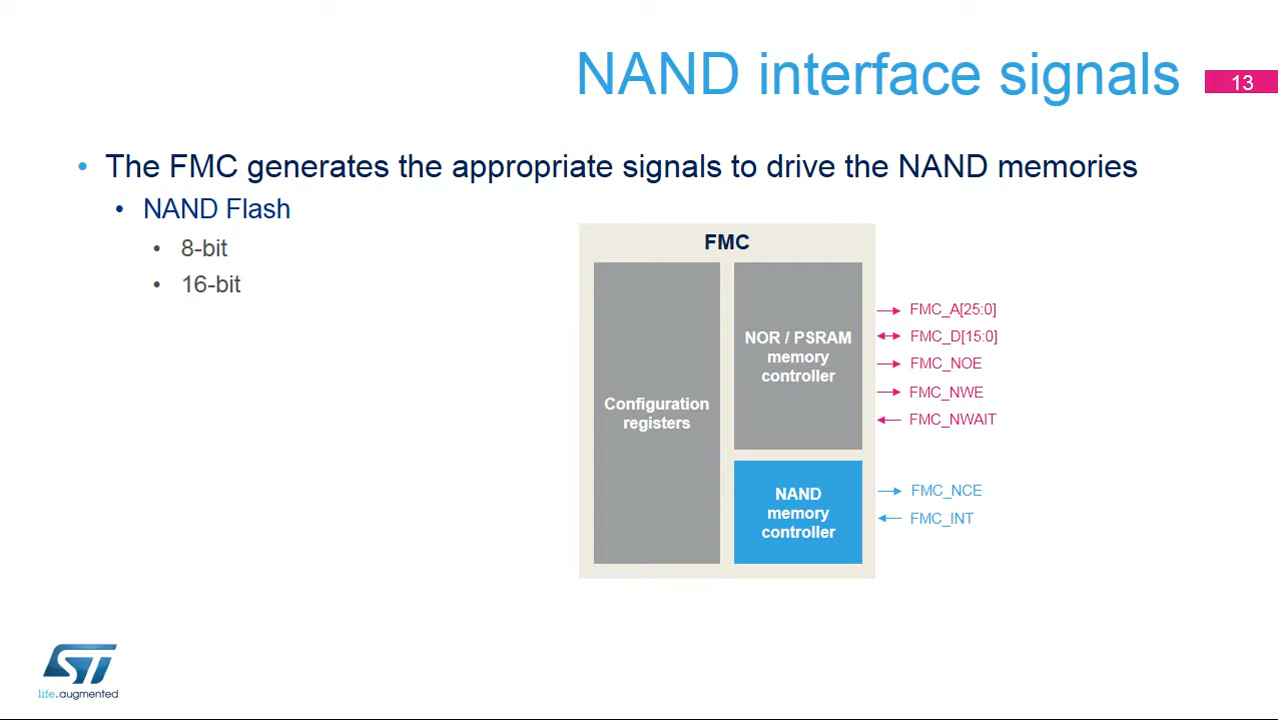 NAND interface signals
13
• The FMC generates the appropriate signals to drive the NAND memories
• NAND Flash
• 8-bit
• 16-bit
FMC
Configuration
registers
NOR / PSRAM
memory
controller
NAND
memory
controller
FMC_A[25:0]
FMC_D[15:0]
FMC_NOE
FMC_NWE
FMC_NWAIT
FMC_NCE
FMC_INT
ST
life.augmented